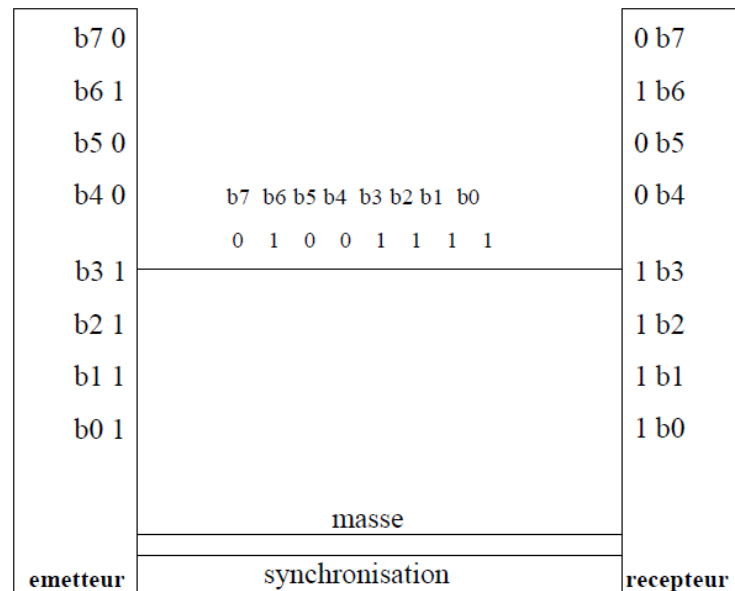 b7 0 0 b7
b6 1 1 b6
b5 0 0 b5
b4 0 b7 b6 b5 b4 b3 b2 b1 b0 0 b4
0 1 0 0 1 1 1 1
b3 1 1 b3
b2 1 1 b2
b1 1 1 b1
b0 1 1 b0
masse
emetteur synchronisation recepteur